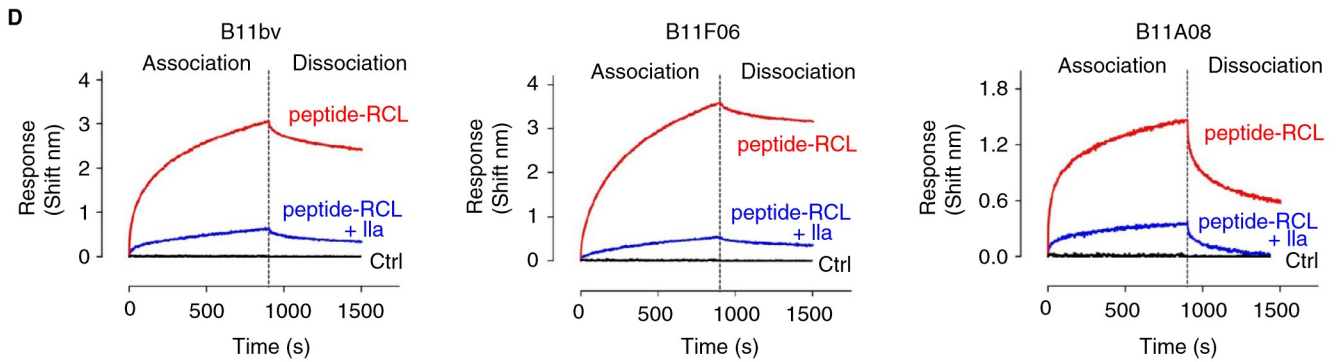 D
B11bv
Association Dissociation
Response
(Shift nm)
4
3
2
1
0
peptide-RCL
peptide-RCL
+ IIa
Ctrl
0 500 1000 1500
Time (s)
B11F06
Association Dissociation
Response
(Shift nm)
4
3
2
1
0
peptide-RCL
peptide-RCL
+ IIa
Ctrl
0 500 1000 1500
Time (s)
B11A08
Association Dissociation
Response
(Shift nm)
1.8
1.2
0.6
0.0
peptide-RCL
peptide-RCL
+ IIa
Ctrl
0 500 1000 1500
Time (s)